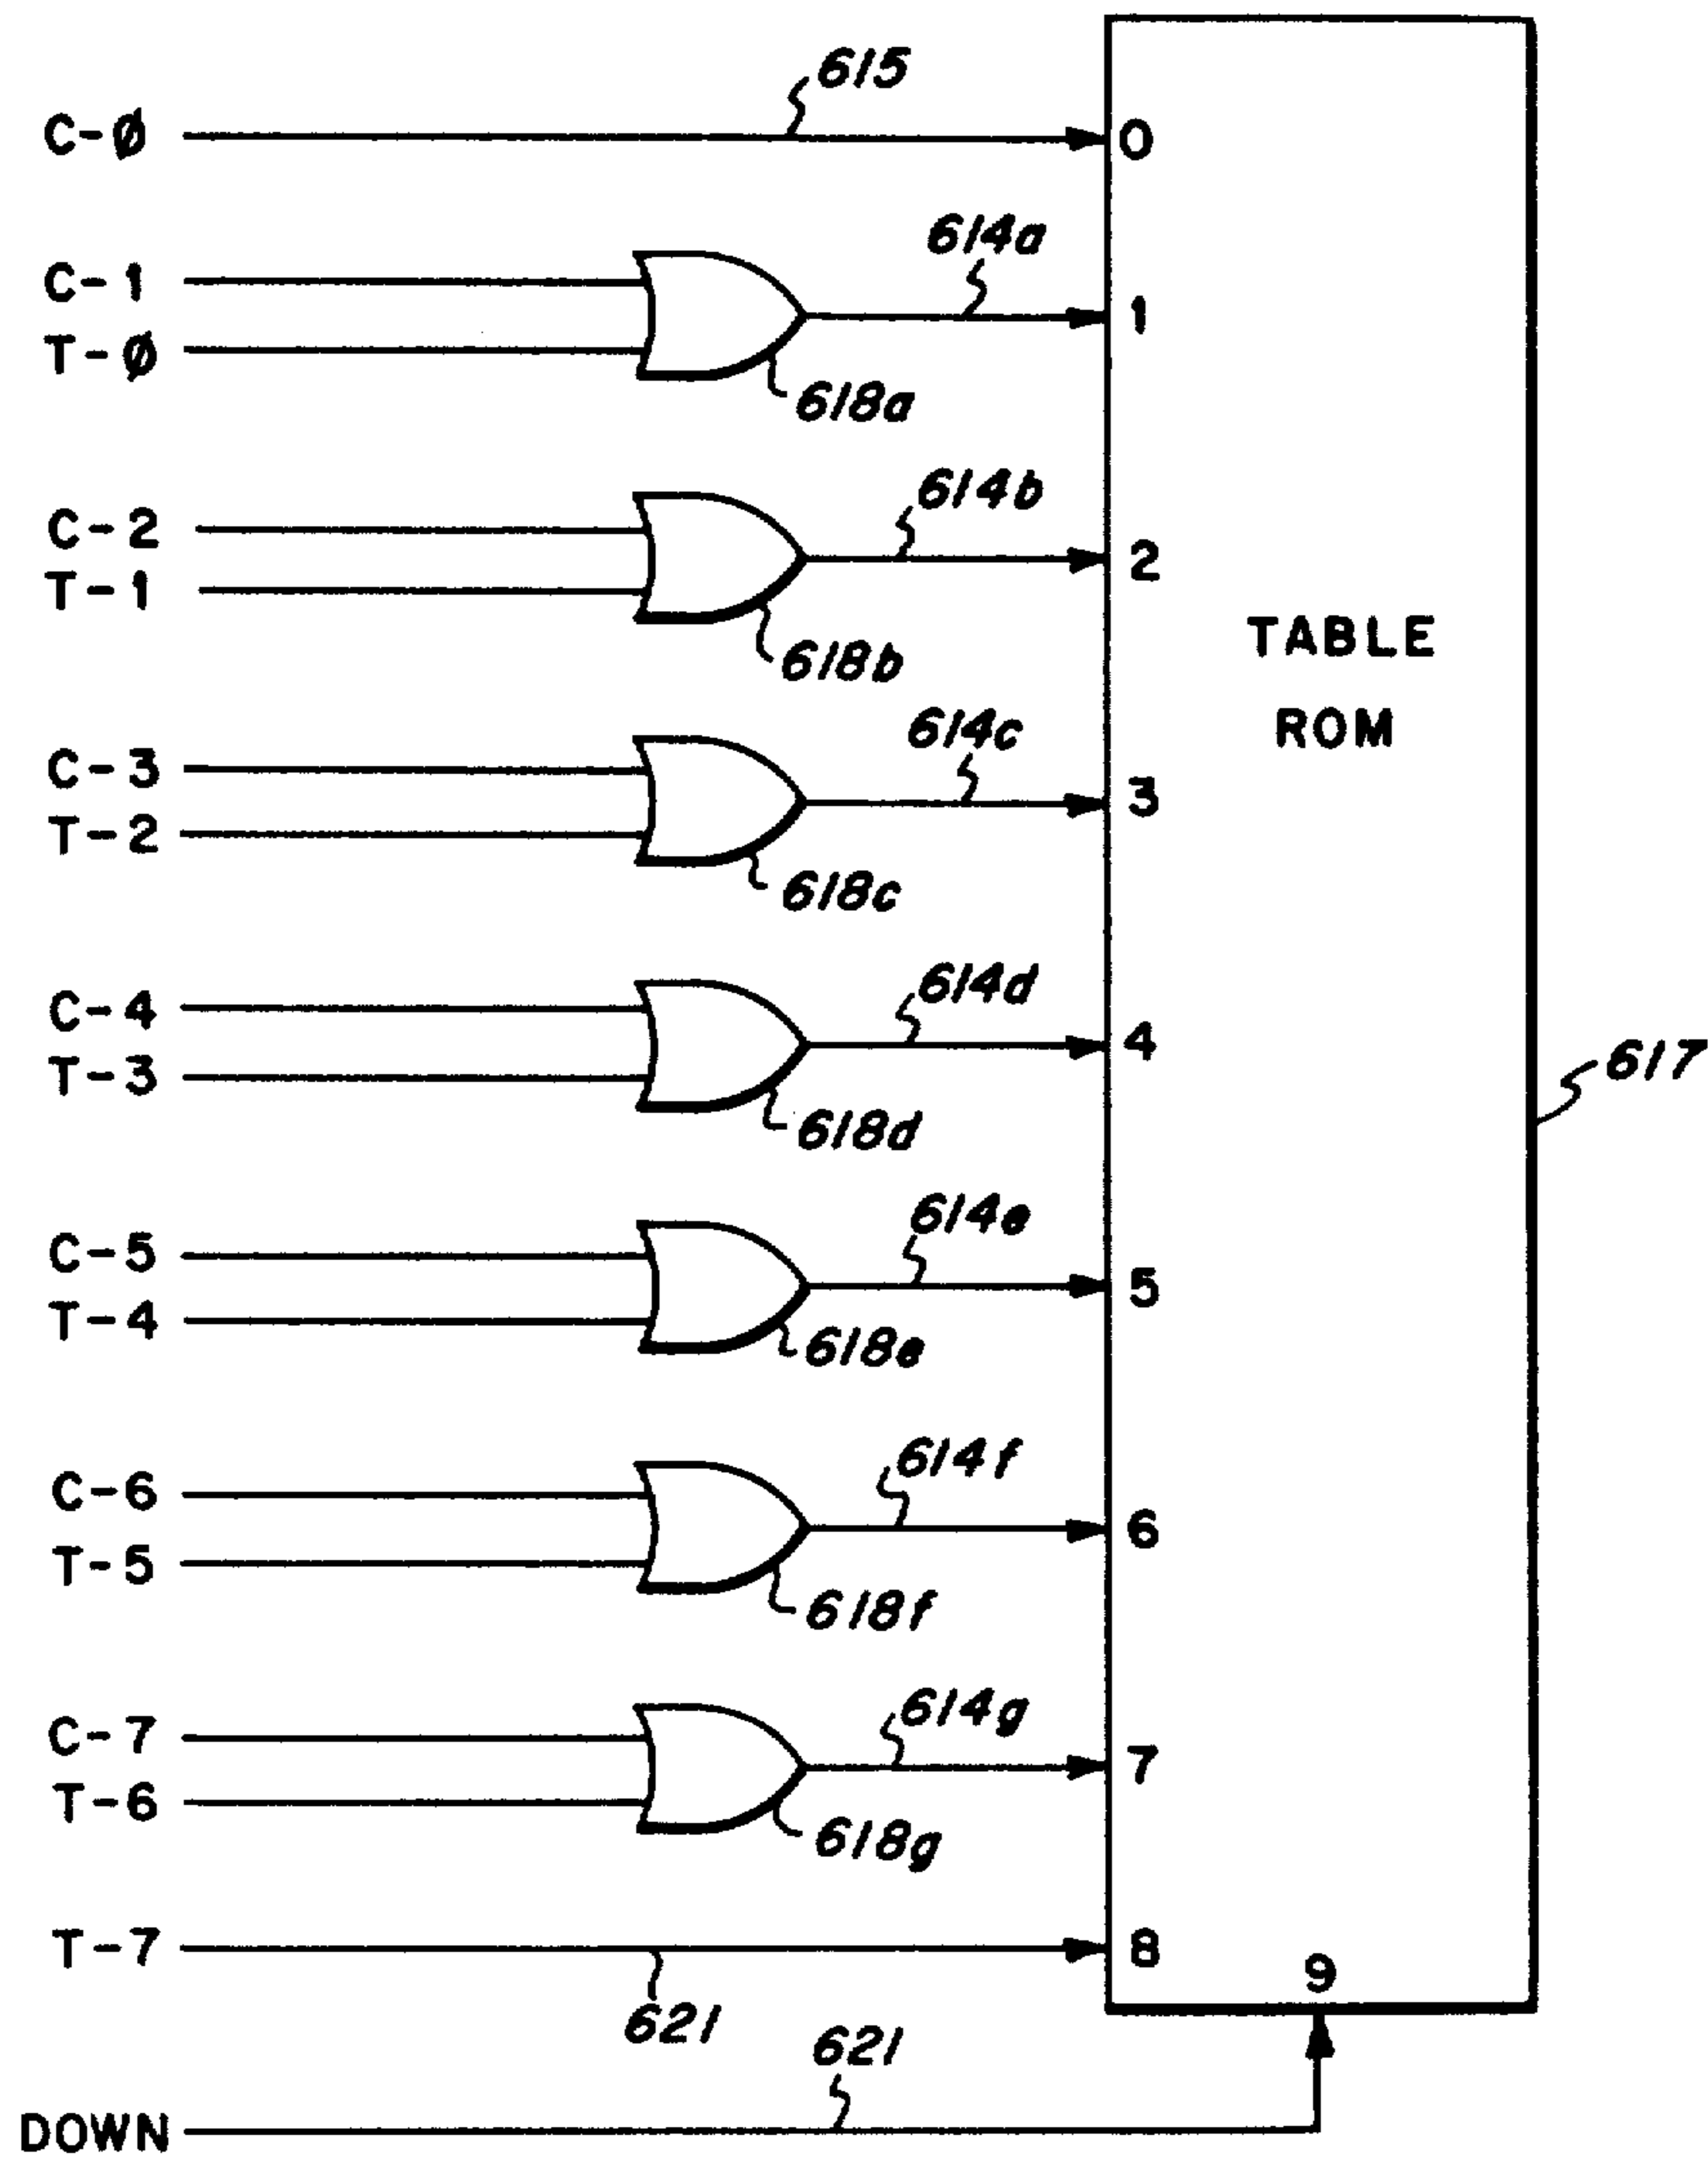 615
C-Ø
0
614a
C-1
1
T-Ø
618a
614b
C-2
2
T-1
TABLE
618b
ROM
614c
C-3
3
T-2
618c
614d
C-4
4
617
T-3
618d
614e
C-5
5
T-4
618e
614f
C-6
6
T-5
618f
614g
C-7
7
T-6
618g
T-7
8
9
621
621
DOWN